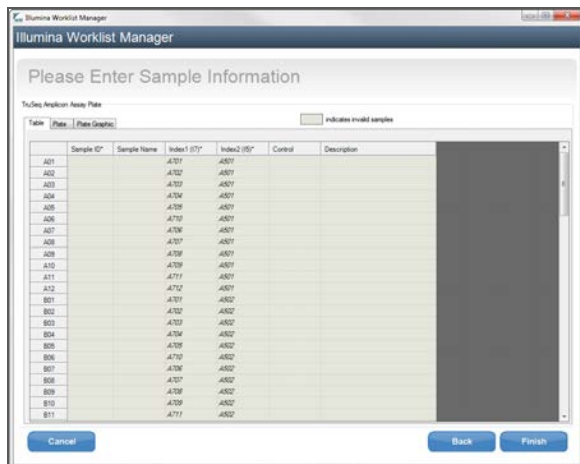 Illumina Worklist Manager
Illumina Worklist Manager
Please Enter Sample Information
TruSeq Amplicon Assay Plate
indicates invalid samples
Table Plate Plate Graphic
Sample ID* Sample Name Index1 (I7)* Index2 (I5)* Control Description
A01 A701 A501
A02 A702 A501
A03 A703 A501
A04 A704 A501
A05 A705 A501
A06 A710 A501
A07 A706 A501
A08 A707 A501
A09 A708 A501
A10 A709 A501
A11 A711 A501
A12 A712 A501
B01 A701 A502
B02 A702 A502
B03 A703 A502
B04 A704 A502
B05 A705 A502
B06 A710 A502
B07 A706 A502
B08 A707 A502
B09 A708 A502
B10 A709 A502
B11 A711 A502
Cancel Back Finish